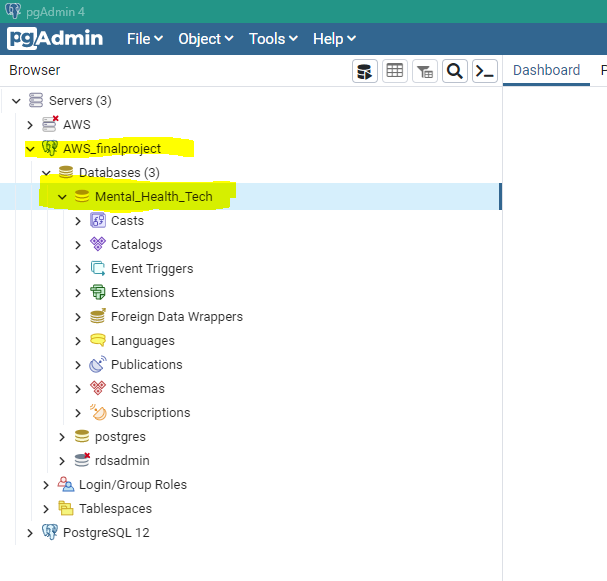 pgAdmin 4
pgAdmin File Object Tools Help
Browser Dashboard P
Servers (3)
AWS
AWS_finalproject
Databases (3)
Mental_Health_Tech
Casts
Catalogs
Event Triggers
Extensions
Foreign Data Wrappers
Languages
Publications
Schemas
Subscriptions
postgres
rdsadmin
Login/Group Roles
Tablespaces
PostgreSQL 12